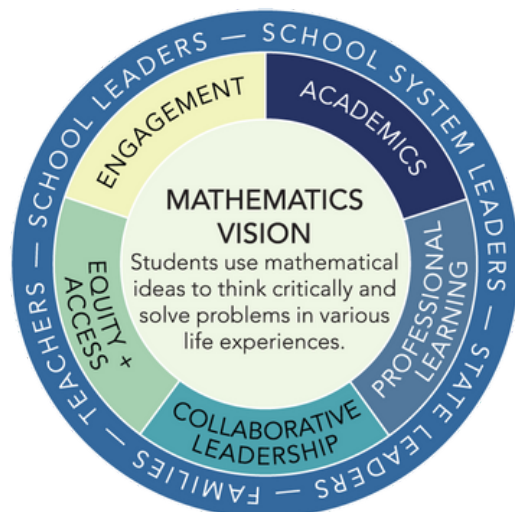 SCHOOL LEADERS — SCHOOL SYSTEM LEADERS — STATE LEADERS — FAMILIES — TEACHERS —
ENGAGEMENT
ACADEMICS
PROFESSIONAL
LEARNING
COLLABORATIVE
LEADERSHIP
EQUITY +
ACCESS
MATHEMATICS
VISION
Students use mathematical
ideas to think critically and
solve problems in various
life experiences.